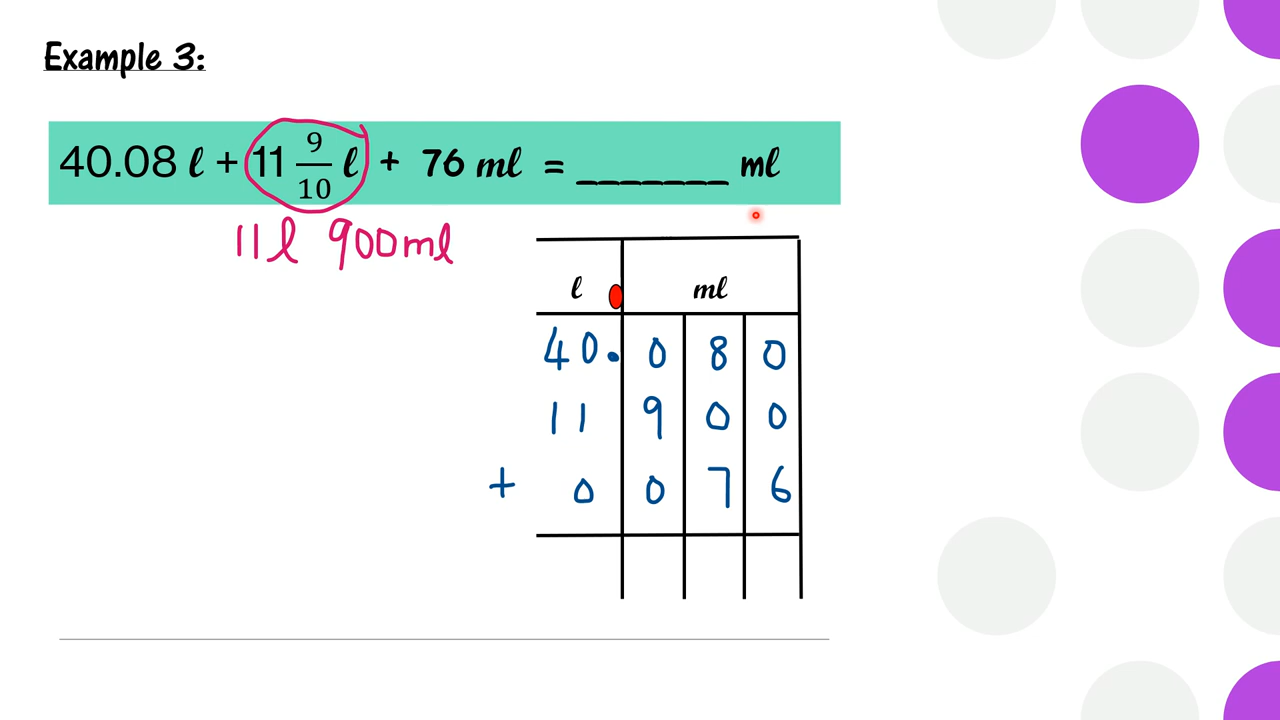 Example 3:
40.08 l + 11 9/10 l + 76 ml = _______ ml
11l 900ml
l ml
40. 0 8 0
11 9 0 0
+ 0 0 7 6